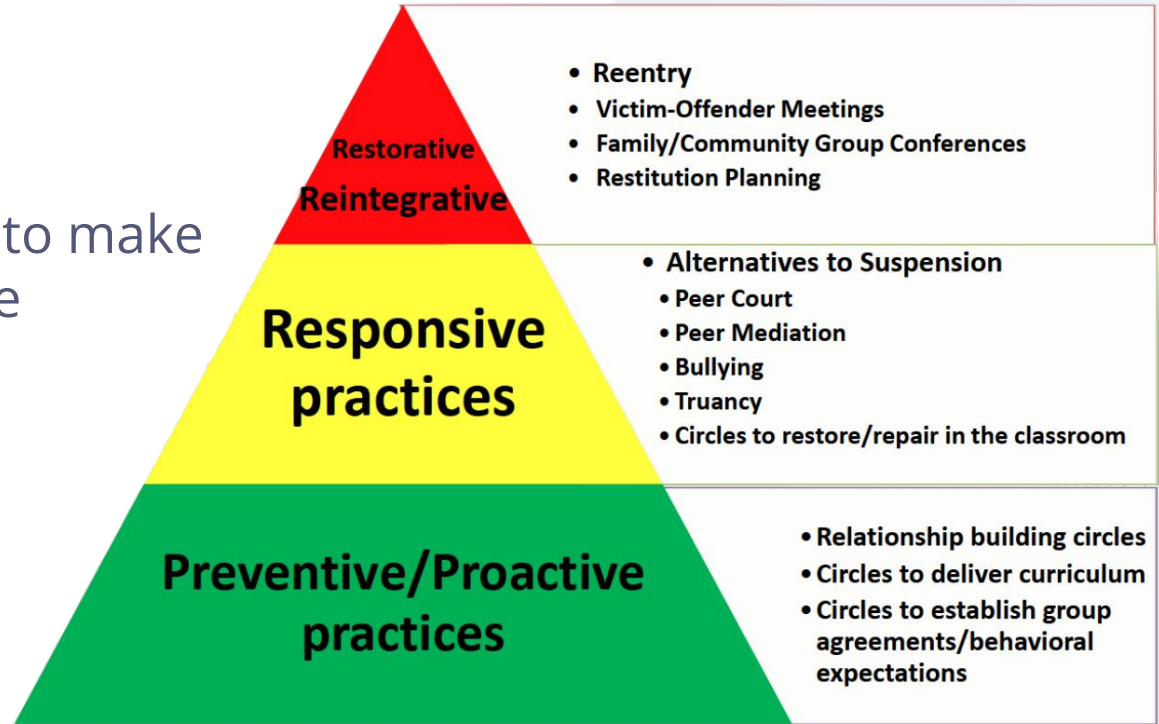 to make
e
Restorative
Reintegrative
• Reentry
• Victim-Offender Meetings
• Family/Community Group Conferences
• Restitution Planning
Responsive
practices
• Alternatives to Suspension
• Peer Court
• Peer Mediation
• Bullying
• Truancy
• Circles to restore/repair in the classroom
Preventive/Proactive
practices
• Relationship building circles
• Circles to deliver curriculum
• Circles to establish group
agreements/behavioral
expectations